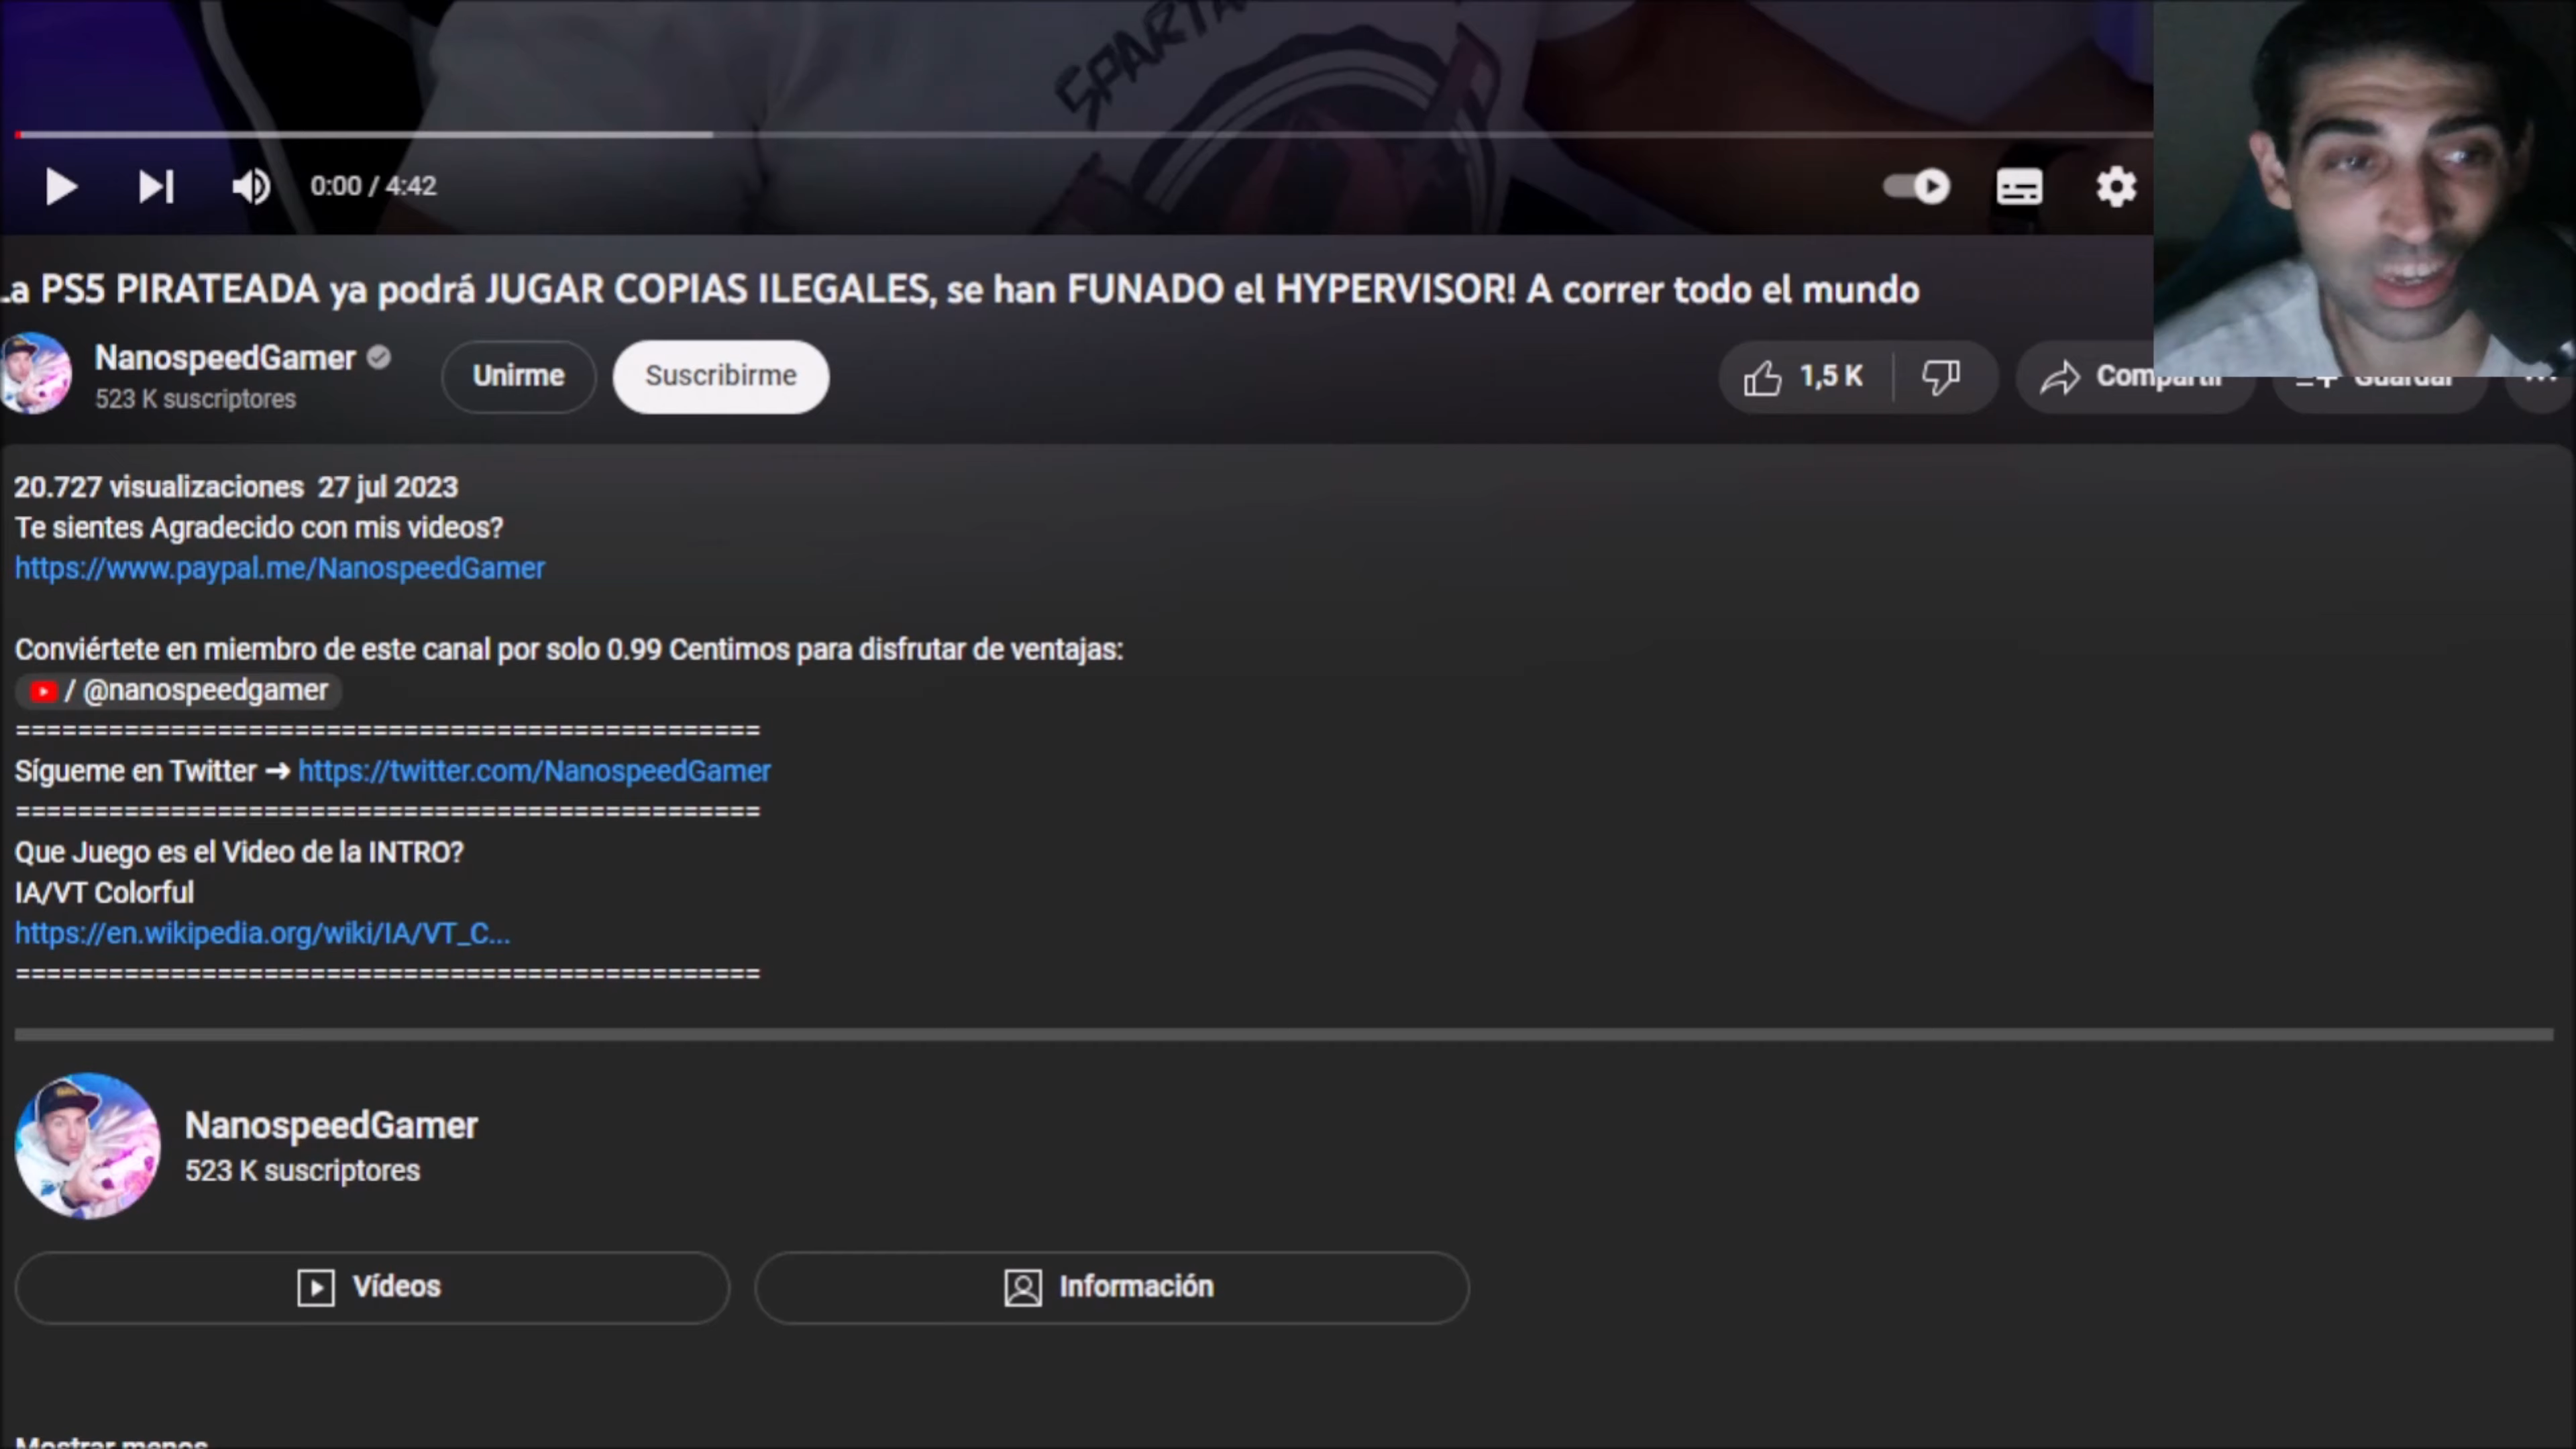 SPARTA
0:00 / 4:42
La PS5 PIRATEADA ya podrá JUGAR COPIAS ILEGALES, se han FUNADO el HYPERVISOR! A correr todo el mundo
NanospeedGamer
523 K suscriptores
Unirme
Suscribirme
1,5 K
Compartir
Guardar
20.727 visualizaciones 27 jul 2023
Te sientes Agradecido con mis videos?
https://www.paypal.me/NanospeedGamer
Conviértete en miembro de este canal por solo 0.99 Centimos para disfrutar de ventajas:
/ @nanospeedgamer
================================================
Sígueme en Twitter ➜ https://twitter.com/NanospeedGamer
================================================
Que Juego es el Video de la INTRO?
IA/VT Colorful
https://en.wikipedia.org/wiki/IA/VT_C...
================================================
NanospeedGamer
523 K suscriptores
Vídeos
Información
Mostrar menos